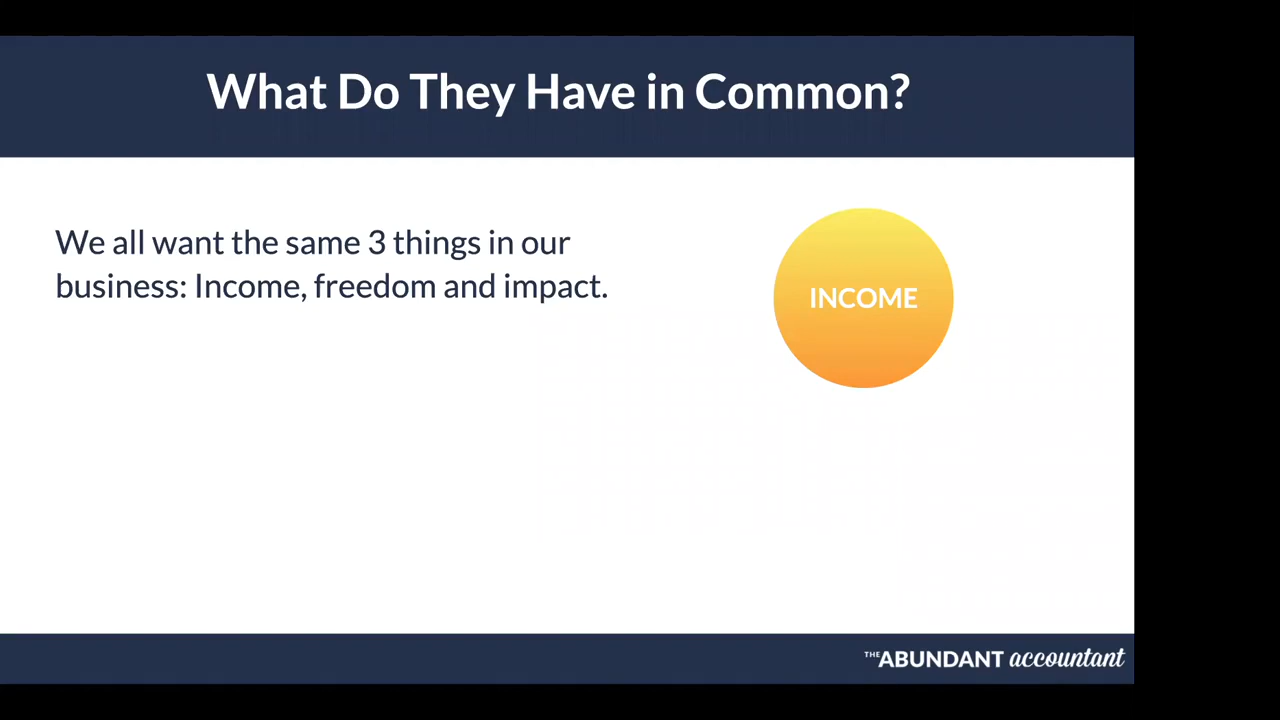 What Do They Have in Common?
We all want the same 3 things in our
business: Income, freedom and impact.
INCOME
THE ABUNDANT accountant